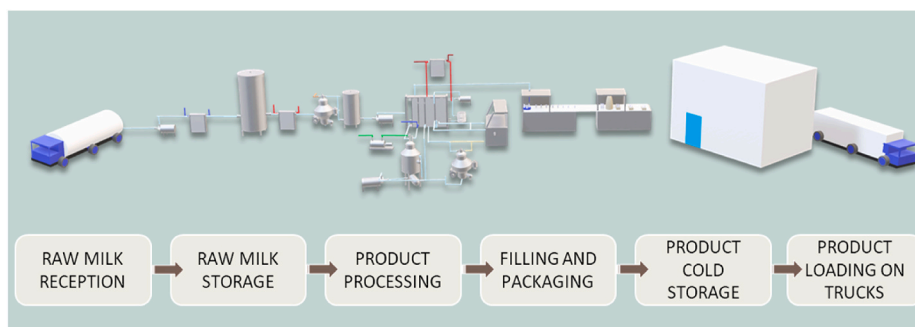 RAW MILK
RECEPTION
RAW MILK
STORAGE
PRODUCT
PROCESSING
FILLING AND
PACKAGING
PRODUCT
COLD
STORAGE
PRODUCT
LOADING ON
TRUCKS